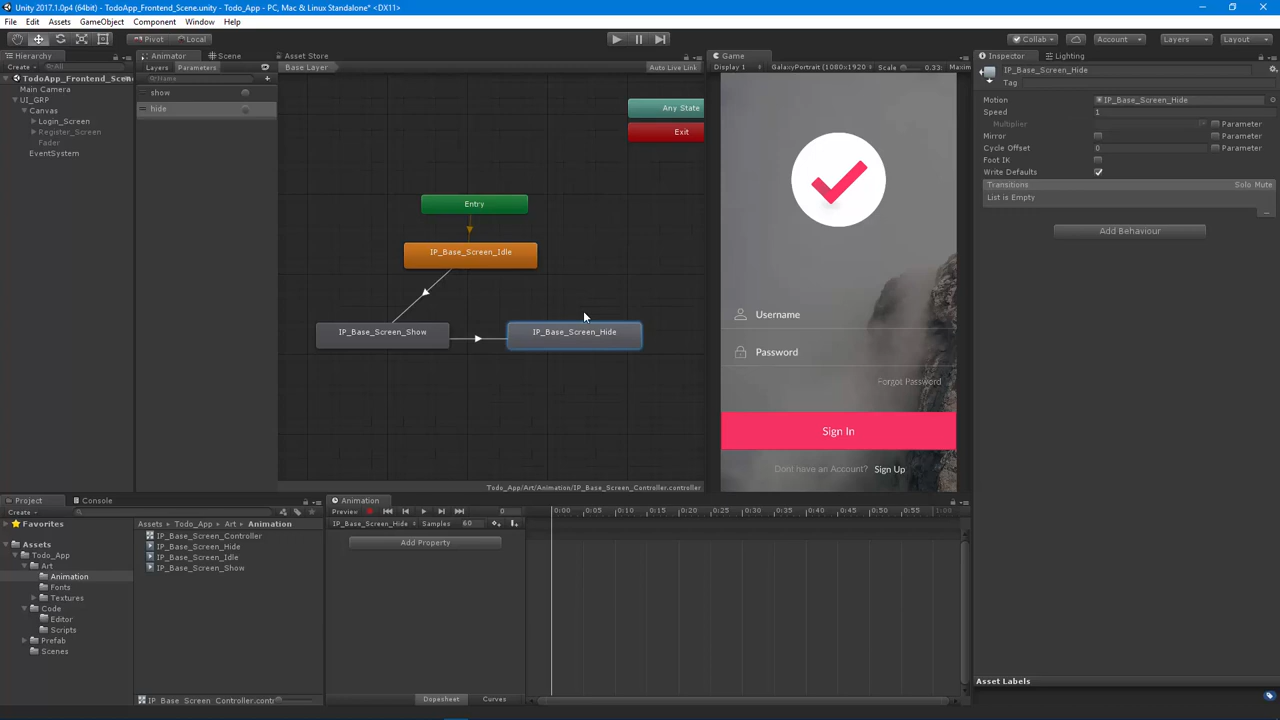 Unity 2017.1.0p4 (64bit) - TodoApp_Frontend_Scene.unity - Todo_App - PC, Mac & Linux Standalone* <DX11>
File Edit Assets GameObject Component Window Help
Pivot Local Collab Account Layers Layout
Hierarchy Animator Scene Asset Store Game Inspector Lighting
Create All Layers Parameters Base Layer Auto Live Link Display 1 GalaxyPortrait (1080x1920 Scale 0.33: Maxim IP_Base_Screen_Hide
TodoApp_Frontend_Scen Name Tag
Main Camera show
UI_GRP hide Any State Motion IP_Base_Screen_Hide
Canvas Speed 1
Login_Screen Exit Multiplier Parameter
Register_Screen Mirror Parameter
Fader Cycle Offset 0 Parameter
EventSystem Foot IK
Write Defaults
Transitions Solo Mute
List is Empty
Entry
Add Behaviour
IP_Base_Screen_Idle
IP_Base_Screen_Show IP_Base_Screen_Hide
Username
Password
Forgot Password
Sign In
Dont have an Account? Sign Up
Todo_App/Art/Animation/IP_Base_Screen_Controller.controller
Project Console Animation
Create Preview 0 0:00 0:05 0:10 0:15 0:20 0:25 0:30 0:35 0:40 0:45 0:50 0:55 1:00
Favorites Assets Todo_App Art Animation IP_Base_Screen_Hide Samples 60
IP_Base_Screen_Controller
Assets IP_Base_Screen_Hide Add Property
Todo_App IP_Base_Screen_Idle
Art IP_Base_Screen_Show
Animation
Fonts
Textures
Code
Editor
Scripts
Prefab
Scenes
Asset Labels
IP_Base_Screen_Controller.contr Dopesheet Curves